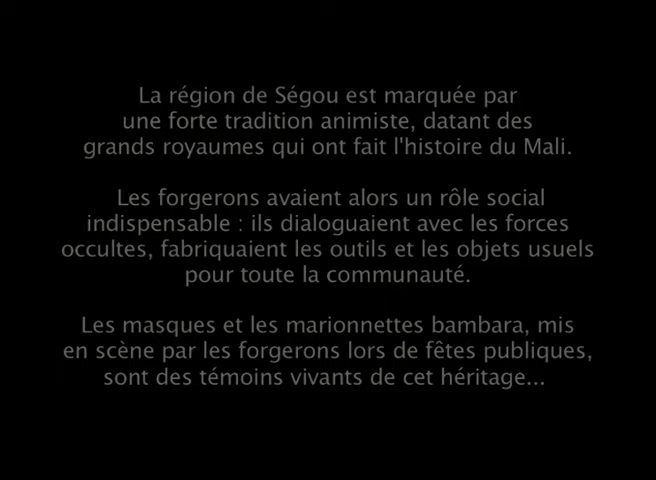 La région de Ségou est marquée par
une forte tradition animiste, datant des
grands royaumes qui ont fait l'histoire du Mali.
Les forgerons avaient alors un rôle social
indispensable : ils dialoguaient avec les forces
occultes, fabriquaient les outils et les objets usuels
pour toute la communauté.
Les masques et les marionnettes bambara, mis
en scène par les forgerons lors de fêtes publiques,
sont des témoins vivants de cet héritage...